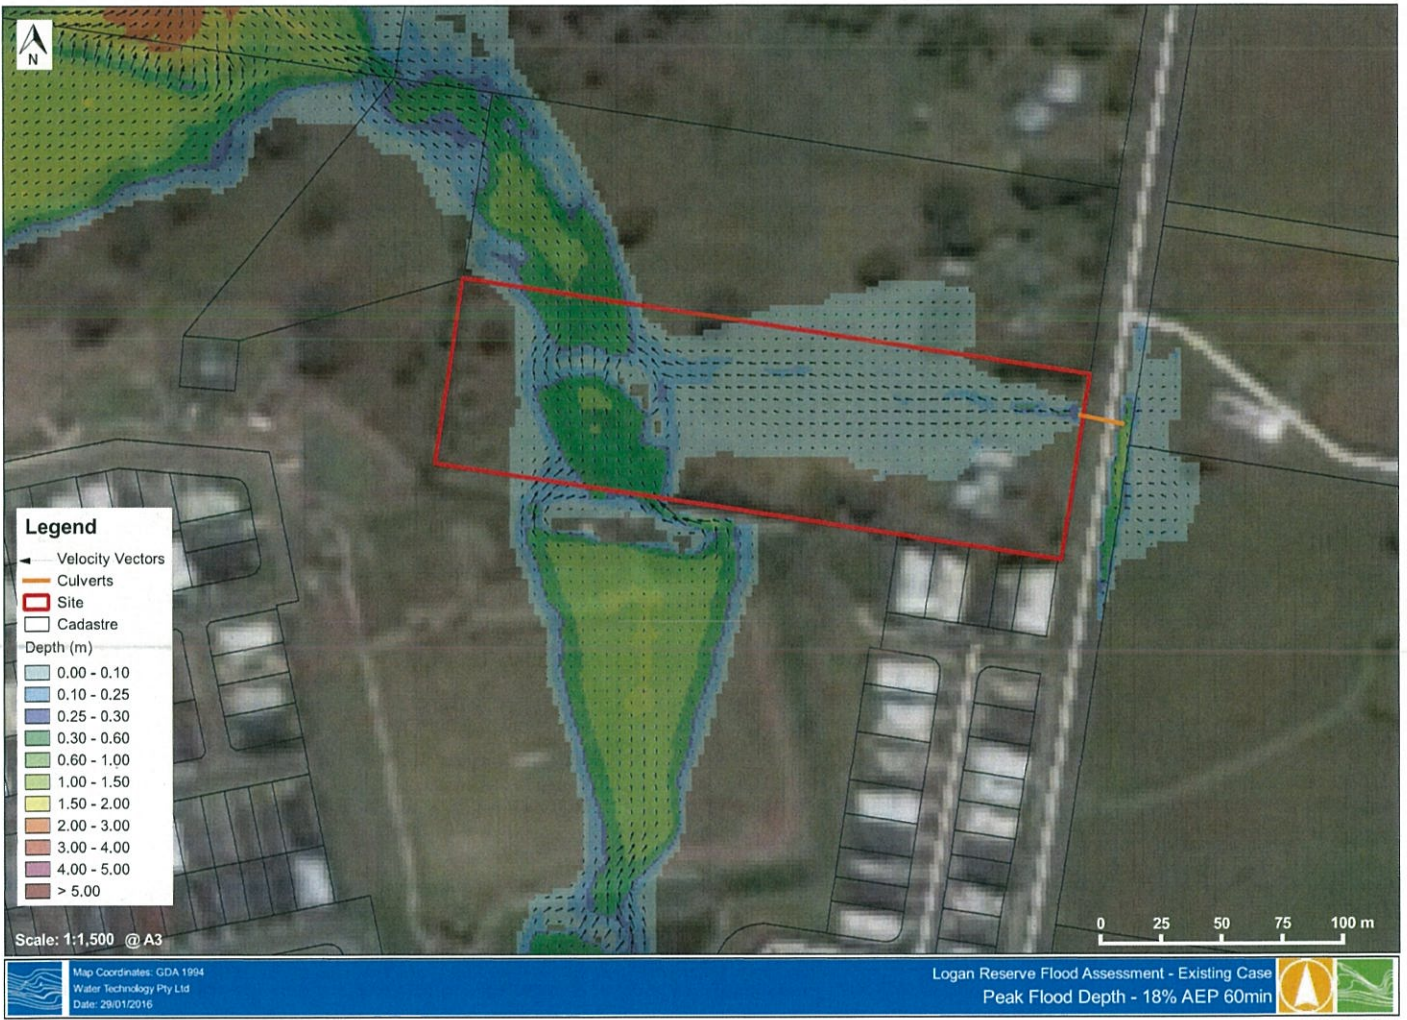 N
Legend
Velocity Vectors
Culverts
Site
Cadastre
Depth (m)
0.00 - 0.10
0.10 - 0.25
0.25 - 0.30
0.30 - 0.60
0.60 - 1.00
1.00 - 1.50
1.50 - 2.00
2.00 - 3.00
3.00 - 4.00
4.00 - 5.00
> 5.00
Scale: 1:1,500 @ A3
0 25 50 75 100 m
Map Coordinates: GDA 1994
Water Technology Pty Ltd
Date: 29/01/2016
Logan Reserve Flood Assessment - Existing Case
Peak Flood Depth - 18% AEP 60min